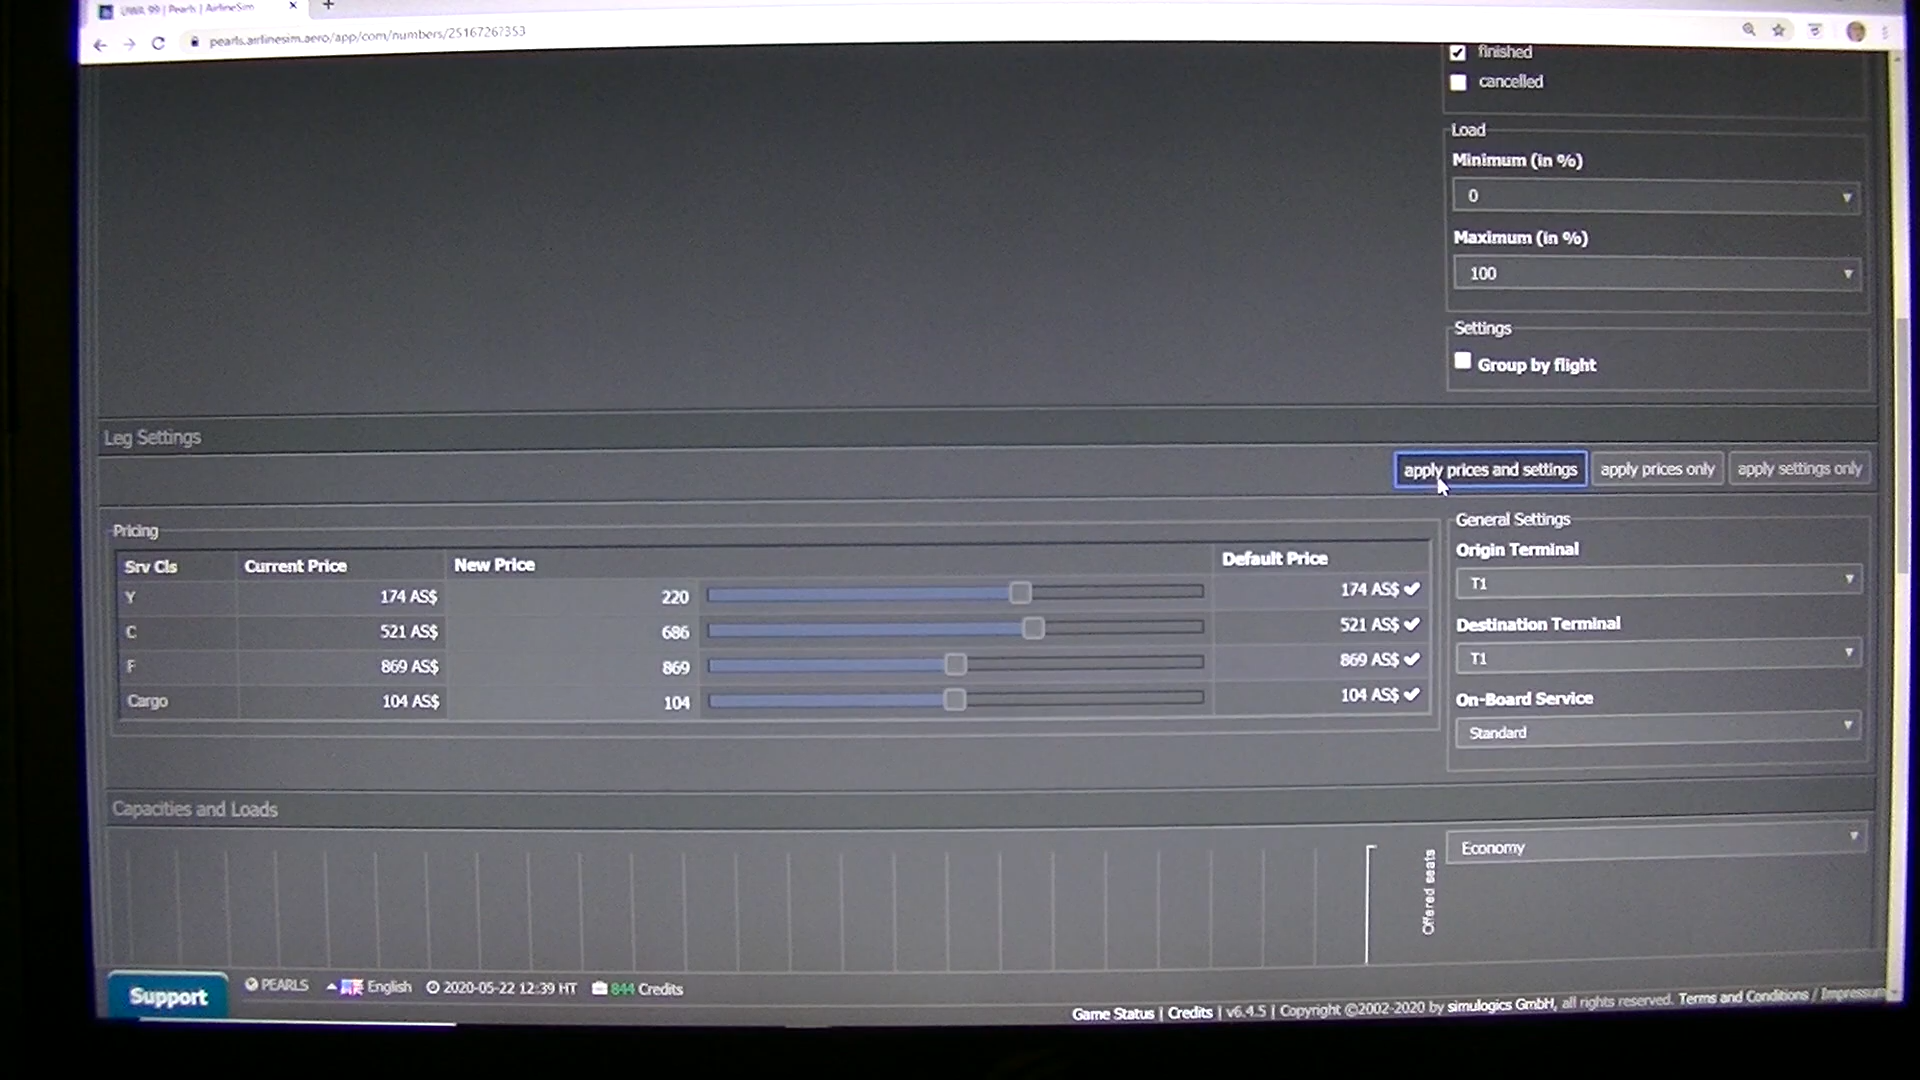 UWA 99 | Pearls | AirlineSim
pearls.airlinesim.aero/app/com/numbers/25167267353
finished
cancelled
Load
Minimum (in %)
0
Maximum (in %)
100
Settings
Group by flight
Leg Settings
apply prices and settings apply prices only apply settings only
Pricing
Srv Cls Current Price New Price Default Price
Y 174 AS$ 220 174 AS$
C 521 AS$ 686 521 AS$
F 869 AS$ 869 869 AS$
Cargo 104 AS$ 104 104 AS$
General Settings
Origin Terminal
T1
Destination Terminal
T1
On-Board Service
Standard
Capacities and Loads
Economy
Offered seats
Support
PEARLS English 2020-05-22 12:39 HT 844 Credits
Game Status | Credits | v6.4.5 | Copyright ©2002-2020 by simulogics GmbH, all rights reserved. Terms and Conditions / Impressum